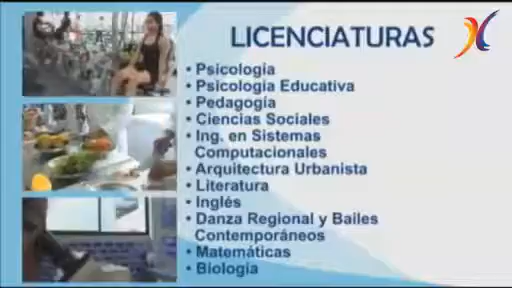 LICENCIATURAS
• Psicología
• Psicología Educativa
• Pedagogía
• Ciencias Sociales
• Ing. en Sistemas
Computacionales
• Arquitectura Urbanista
• Literatura
• Inglés
• Danza Regional y Bailes
Contemporáneos
• Matemáticas
• Biología